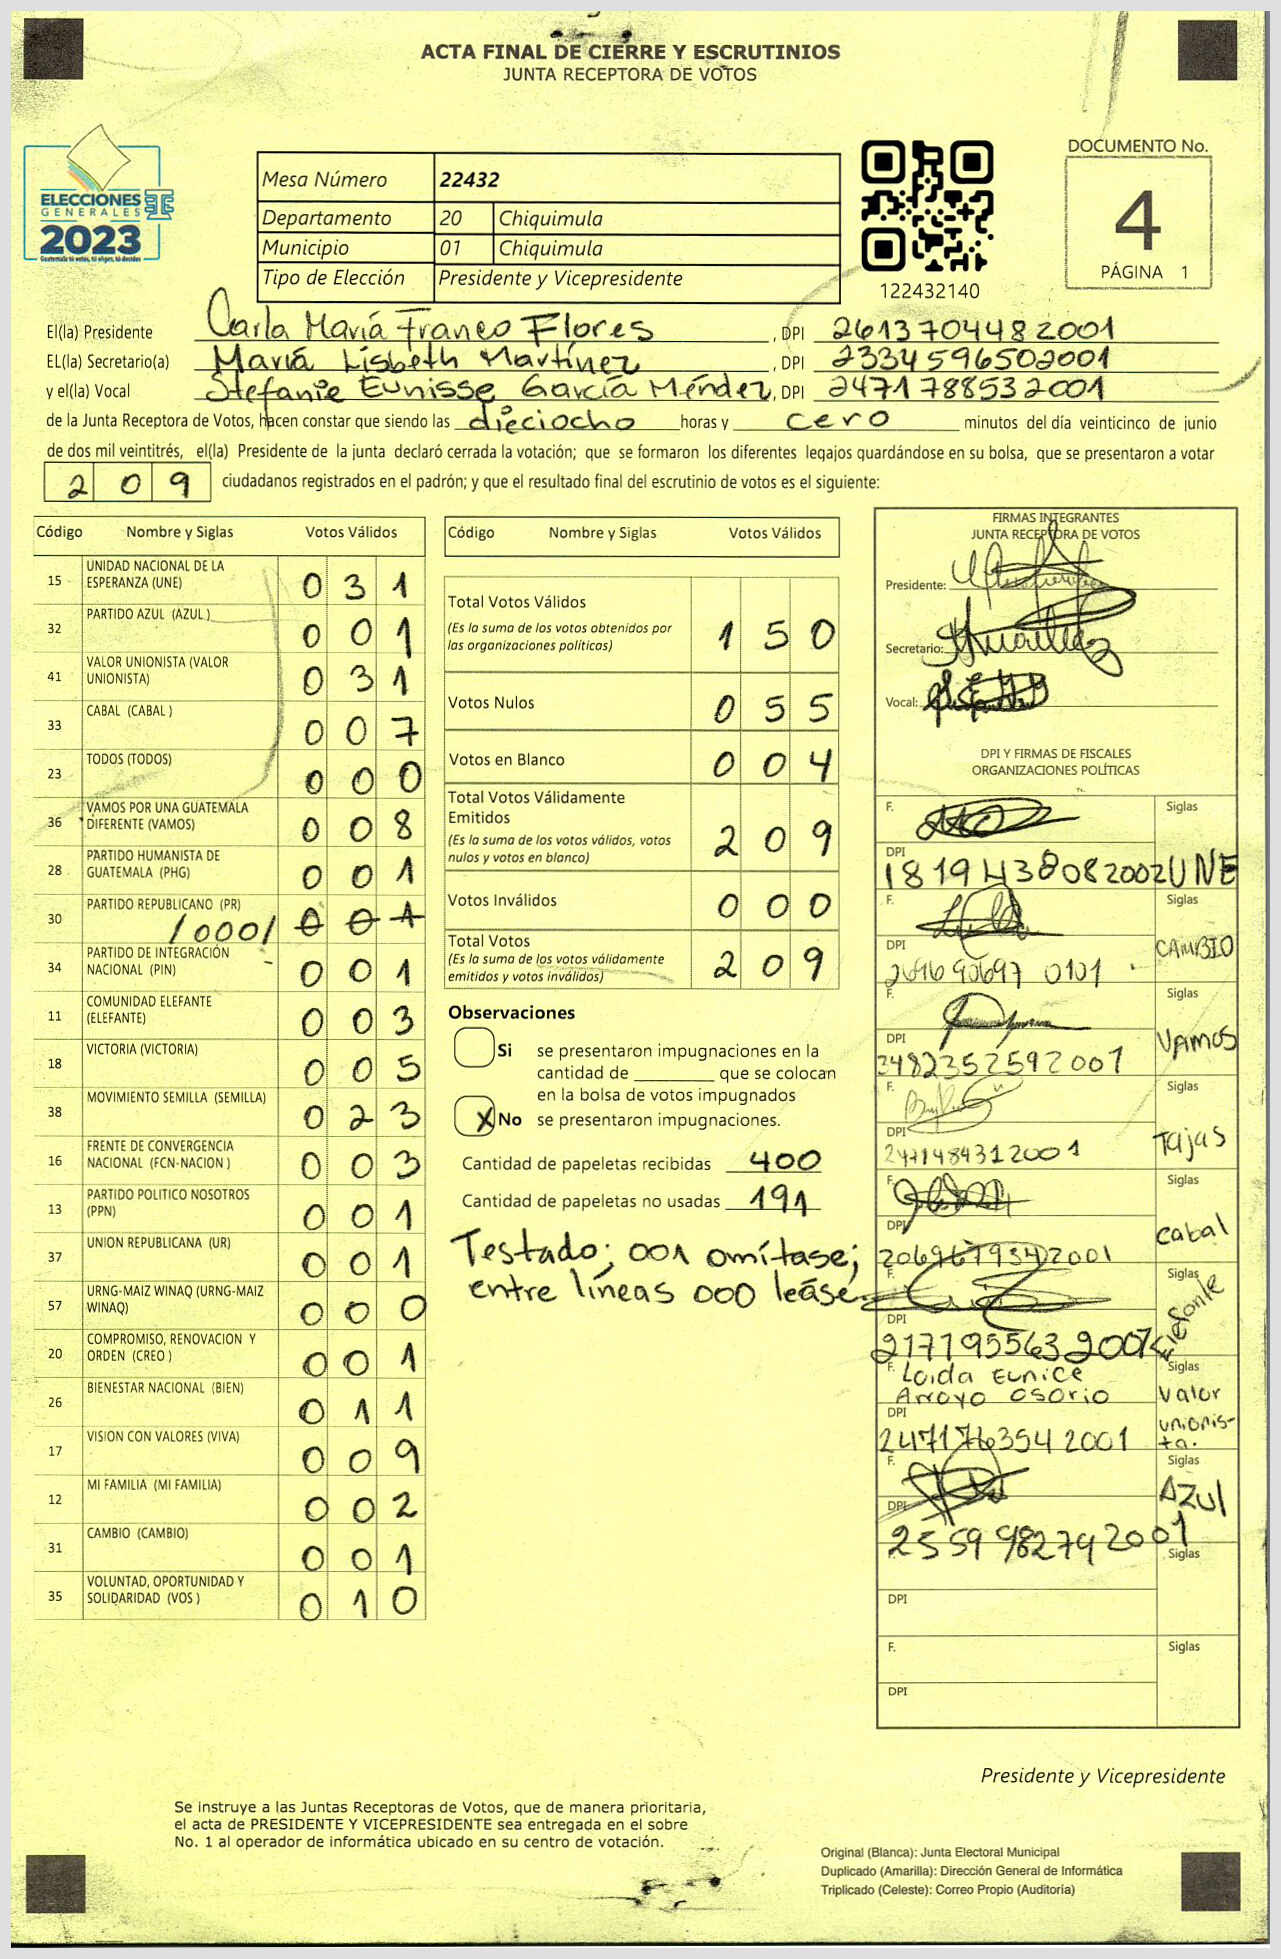 ACTA FINAL DE CIERRE Y ESCRUTINIOS
JUNTA RECEPTORA DE VOTOS
ELECCIONES
GENERALES
2023
Guatemala tú votas, tú eliges, tú decides
Mesa Número 22432
Departamento 20 Chiquimula
Municipio 01 Chiquimula
Tipo de Elección Presidente y Vicepresidente
122432140
DOCUMENTO No.
4
PÁGINA 1
El(la) Presidente Carla María Franco Flores, DPI 2613704482001
EL(la) Secretario(a) María Lisbeth Martínez, DPI 2334596502001
y el(la) Vocal Stefanie Eunisse García Méndez, DPI 2471788532001
de la Junta Receptora de Votos, hacen constar que siendo las dieciocho horas y cero minutos del día veinticinco de junio
de dos mil veintitrés, el(la) Presidente de la junta declaró cerrada la votación; que se formaron los diferentes legajos guardándose en su bolsa, que se presentaron a votar
2 0 9 ciudadanos registrados en el padrón; y que el resultado final del escrutinio de votos es el siguiente:
Código Nombre y Siglas Votos Válidos
15 UNIDAD NACIONAL DE LA ESPERANZA (UNE) 0 3 1
32 PARTIDO AZUL (AZUL ) 0 0 1
41 VALOR UNIONISTA (VALOR UNIONISTA) 0 3 1
33 CABAL (CABAL ) 0 0 7
23 TODOS (TODOS) 0 0 0
36 VAMOS POR UNA GUATEMALA DIFERENTE (VAMOS) 0 0 8
28 PARTIDO HUMANISTA DE GUATEMALA (PHG) 0 0 1
30 PARTIDO REPUBLICANO (PR) /000/ 0 0 1
34 PARTIDO DE INTEGRACIÓN NACIONAL (PIN) 0 0 1
11 COMUNIDAD ELEFANTE (ELEFANTE) 0 0 3
18 VICTORIA (VICTORIA) 0 0 5
38 MOVIMIENTO SEMILLA (SEMILLA) 0 2 3
16 FRENTE DE CONVERGENCIA NACIONAL (FCN-NACION ) 0 0 3
13 PARTIDO POLITICO NOSOTROS (PPN) 0 0 1
37 UNION REPUBLICANA (UR) 0 0 1
57 URNG-MAIZ WINAQ (URNG-MAIZ WINAQ) 0 0 0
20 COMPROMISO, RENOVACION Y ORDEN (CREO ) 0 0 1
26 BIENESTAR NACIONAL (BIEN) 0 1 1
17 VISION CON VALORES (VIVA) 0 0 9
12 MI FAMILIA (MI FAMILIA) 0 0 2
31 CAMBIO (CAMBIO) 0 0 1
35 VOLUNTAD, OPORTUNIDAD Y SOLIDARIDAD (VOS ) 0 1 0
Código Nombre y Siglas Votos Válidos
Total Votos Válidos 1 5 0
(Es la suma de los votos obtenidos por
las organizaciones políticas)
Votos Nulos 0 5 5
Votos en Blanco 0 0 4
Total Votos Válidamente
Emitidos 2 0 9
(Es la suma de los votos válidos, votos
nulos y votos en blanco)
Votos Inválidos 0 0 0
Total Votos 2 0 9
(Es la suma de los votos válidamente
emitidos y votos inválidos)
Observaciones
Si se presentaron impugnaciones en la
cantidad de ________ que se colocan
en la bolsa de votos impugnados
X No se presentaron impugnaciones.
Cantidad de papeletas recibidas 400
Cantidad de papeletas no usadas 191
Testado; 001 omítase;
entre líneas 000 leáse.
FIRMAS INTEGRANTES
JUNTA RECEPTORA DE VOTOS
Presidente:
Secretario:
Vocal:
DPI Y FIRMAS DE FISCALES
ORGANIZACIONES POLÍTICAS
F. Siglas
DPI
1819438082002 UNE
F. Siglas
DPI CAMBIO
2696906970101
F. Siglas
DPI VAMOS
3482352592001
F. Siglas
DPI Tajas
2471484312001
F. Siglas
DPI Cabal
2069679342001
F. Siglas
DPI Elefante
2177955632007
F. Loida Eunice Siglas
Arroyo Osorio Valor
DPI unionis-
2471763542001 ta.
F. Siglas
DPI AZUL
2559982742001
Siglas
DPI
F. Siglas
DPI
Presidente y Vicepresidente
Se instruye a las Juntas Receptoras de Votos, que de manera prioritaria,
el acta de PRESIDENTE Y VICEPRESIDENTE sea entregada en el sobre
No. 1 al operador de informática ubicado en su centro de votación.
Original (Blanca): Junta Electoral Municipal
Duplicado (Amarilla): Dirección General de Informática
Triplicado (Celeste): Correo Propio (Auditoría)